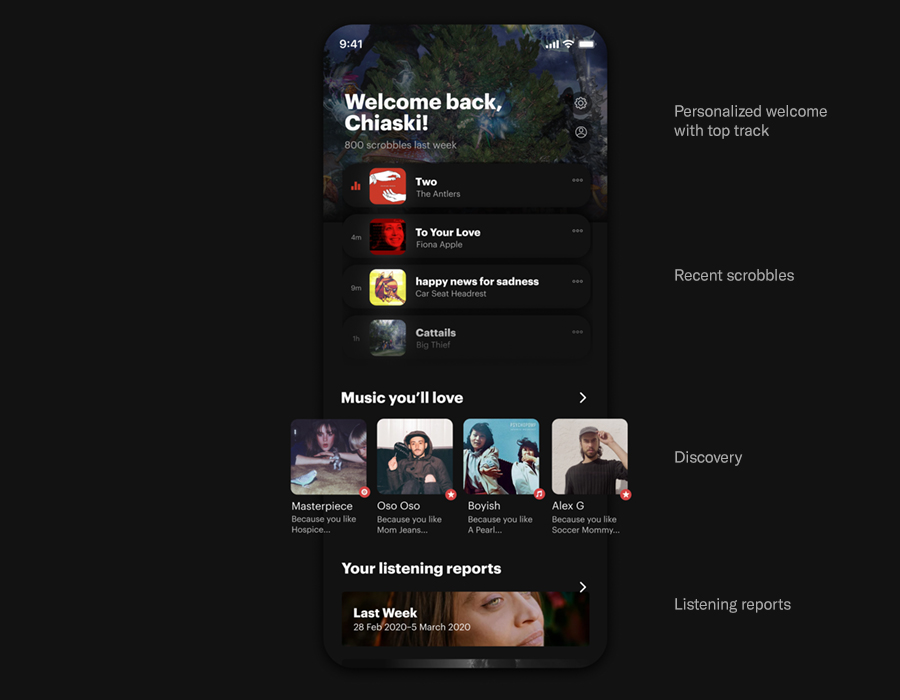 9:41
Welcome back,
Chiaski!
800 scrobbles last week
Personalized welcome
with top track
Two
The Antlers
4m
To Your Love
Fiona Apple
9m
happy news for sadness
Car Seat Headrest
Recent scrobbles
1h
Cattails
Big Thief
Music you'll love
Masterpiece
Because you like
Hospice...
Oso Oso
Because you like
Mom Jeans...
Boyish
Because you like
A Pearl...
Alex G
Because you like
Soccer Mommy...
Discovery
Your listening reports
Last Week
28 Feb 2020–5 March 2020
Listening reports